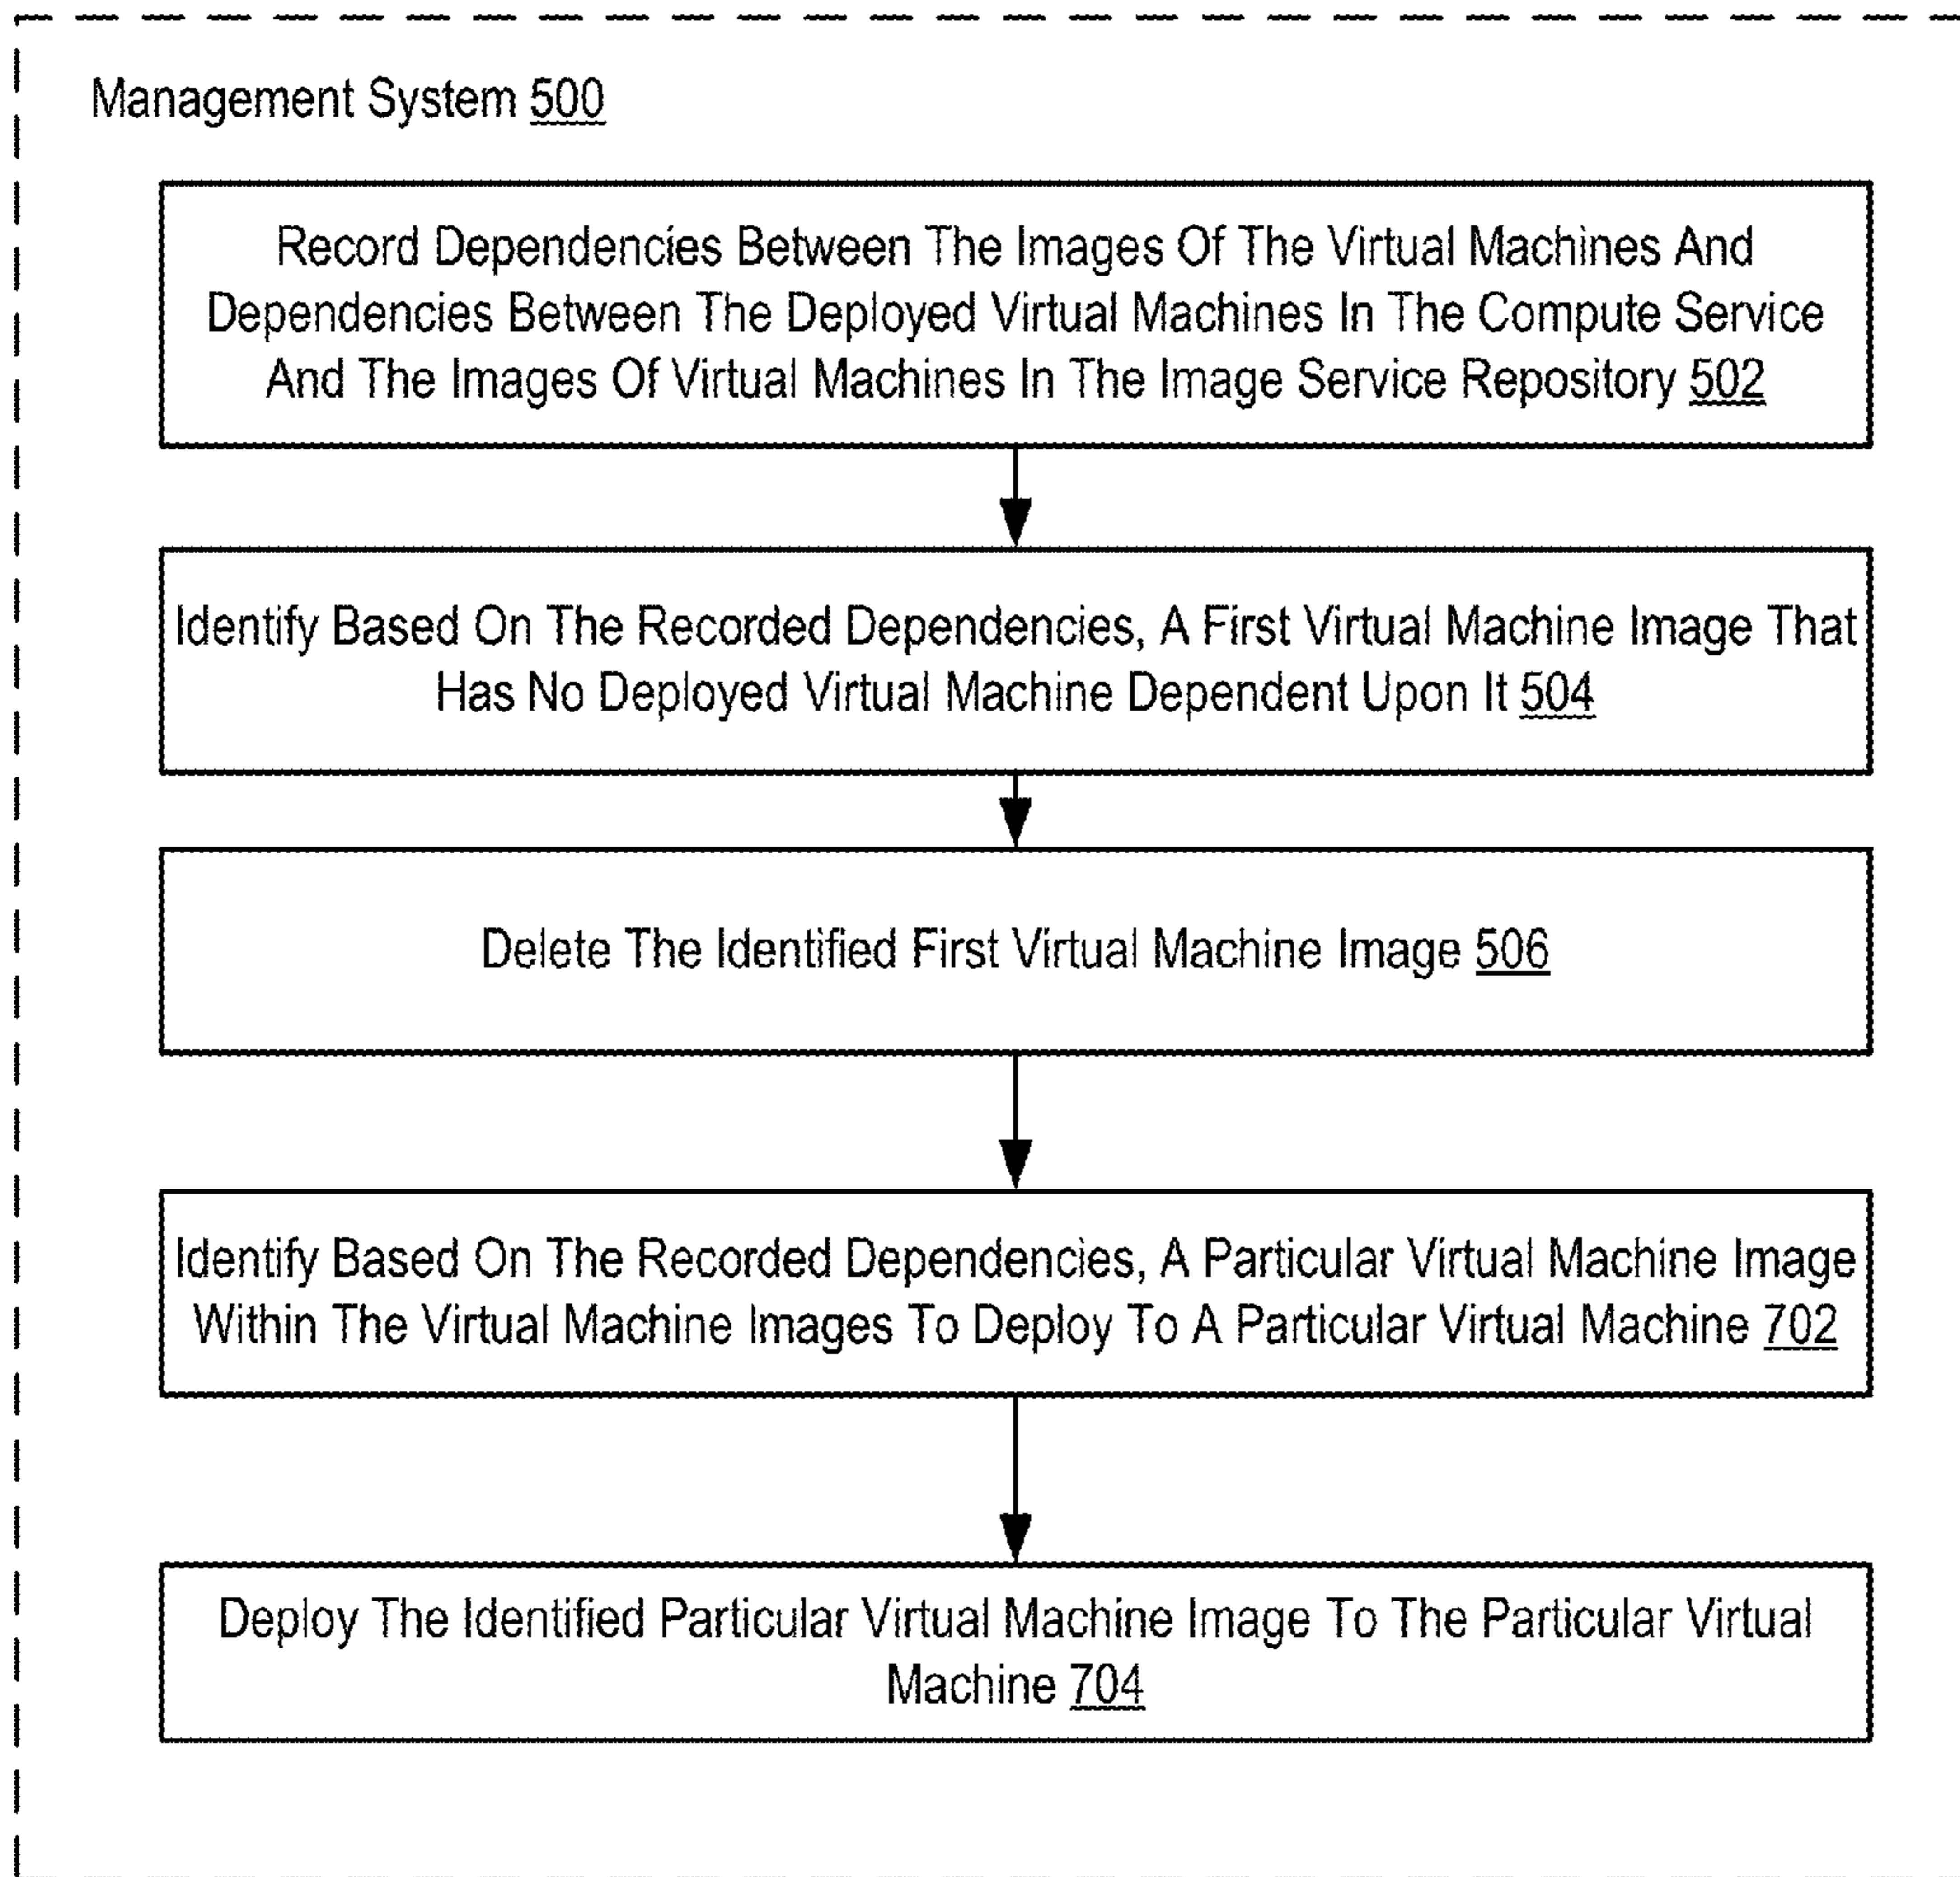 Management System 500
Record Dependencies Between The Images Of The Virtual Machines And
Dependencies Between The Deployed Virtual Machines In The Compute Service
And The Images Of Virtual Machines In The Image Service Repository 502
Identify Based On The Recorded Dependencies, A First Virtual Machine Image That
Has No Deployed Virtual Machine Dependent Upon It 504
Delete The Identified First Virtual Machine Image 506
Identify Based On The Recorded Dependencies, A Particular Virtual Machine Image
Within The Virtual Machine Images To Deploy To A Particular Virtual Machine 702
Deploy The Identified Particular Virtual Machine Image To The Particular Virtual
Machine 704